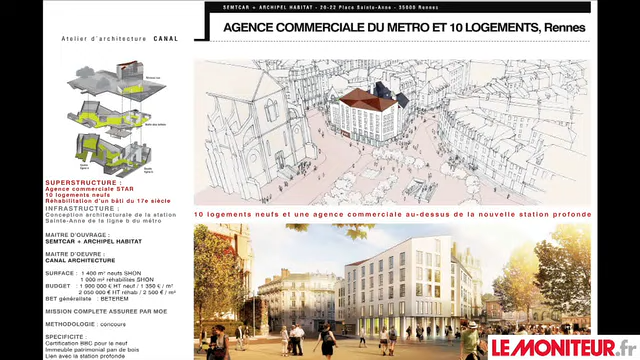 SEMTCAR + ARCHIPEL HABITAT - 20-22 Place Sainte-Anne - 35000 Rennes
AGENCE COMMERCIALE DU METRO ET 10 LOGEMENTS, Rennes
Atelier d'architecture CANAL
SUPERSTRUCTURE :
Agence commerciale STAR
10 logements neufs
Réhabilitation d'un bâti du 17e siècle
INFRASTRUCTURE :
Conception architecturale de la station
Sainte-Anne de la ligne b du métro
MAITRE D'OUVRAGE :
SEMTCAR + ARCHIPEL HABITAT
MAITRE D'OEUVRE :
CANAL ARCHITECTURE
SURFACE : 1 400 m² neufs SHON
1 000 m² réhabilités SHON
BUDGET : 1 900 000 € HT neuf / 1 350 € / m²
2 050 000 € HT réhab / 2 500 € / m²
BET généraliste : BETEREM
MISSION COMPLETE ASSUREE PAR MOE
METHODOLOGIE : concours
SPECIFICITE :
Certification BBC pour le neuf
Immeuble patrimonial pan de bois
Lien avec la station profonde
10 logements neufs et une agence commerciale au-dessus de la nouvelle station profonde
LE MONITEUR.fr